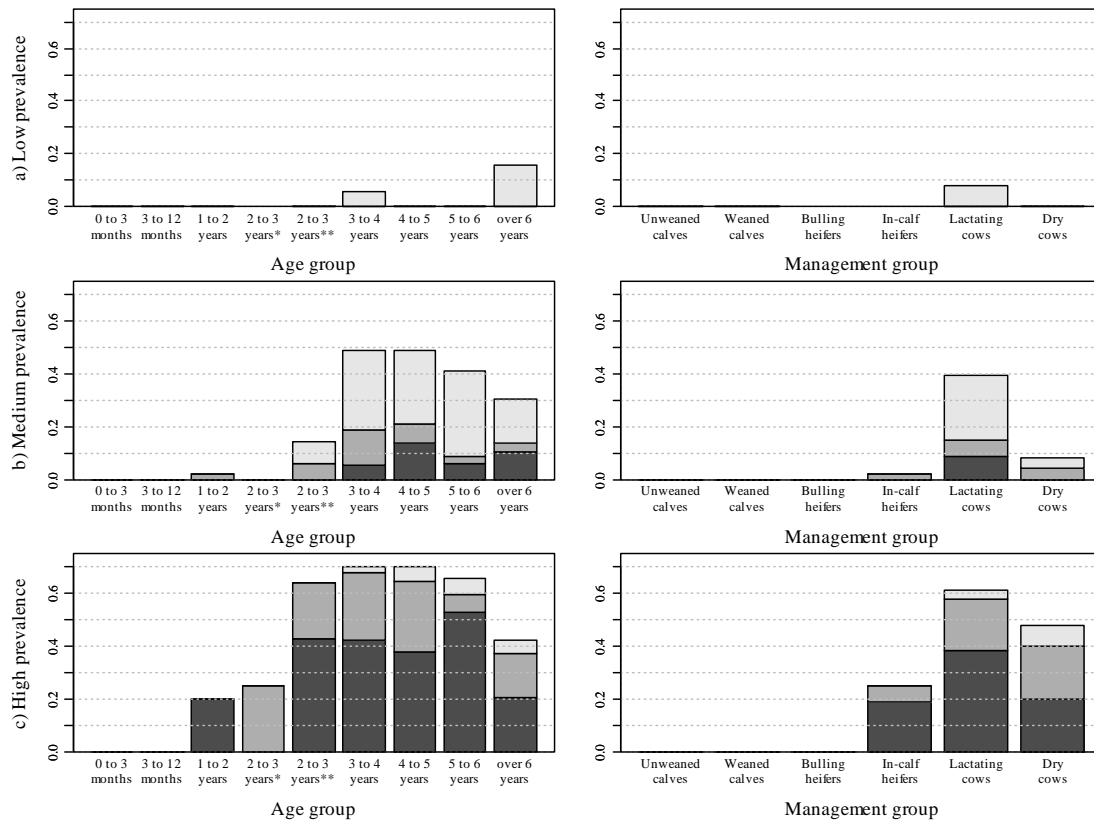 a) Low prevalence
0.0 0.2 0.4 0.6
0 to 3 3 to 12 1 to 2 2 to 3 2 to 3 3 to 4 4 to 5 5 to 6 over 6
months months years years* years** years years years years
Age group
0.0 0.2 0.4 0.6
Unweaned Weaned Bulling In-calf Lactating Dry
calves calves heifers heifers cows cows
Management group
b) Medium prevalence
0.0 0.2 0.4 0.6
0 to 3 3 to 12 1 to 2 2 to 3 2 to 3 3 to 4 4 to 5 5 to 6 over 6
months months years years* years** years years years years
Age group
0.0 0.2 0.4 0.6
Unweaned Weaned Bulling In-calf Lactating Dry
calves calves heifers heifers cows cows
Management group
c) High prevalence
0.0 0.2 0.4 0.6
0 to 3 3 to 12 1 to 2 2 to 3 2 to 3 3 to 4 4 to 5 5 to 6 over 6
months months years years* years** years years years years
Age group
0.0 0.2 0.4 0.6
Unweaned Weaned Bulling In-calf Lactating Dry
calves calves heifers heifers cows cows
Management group